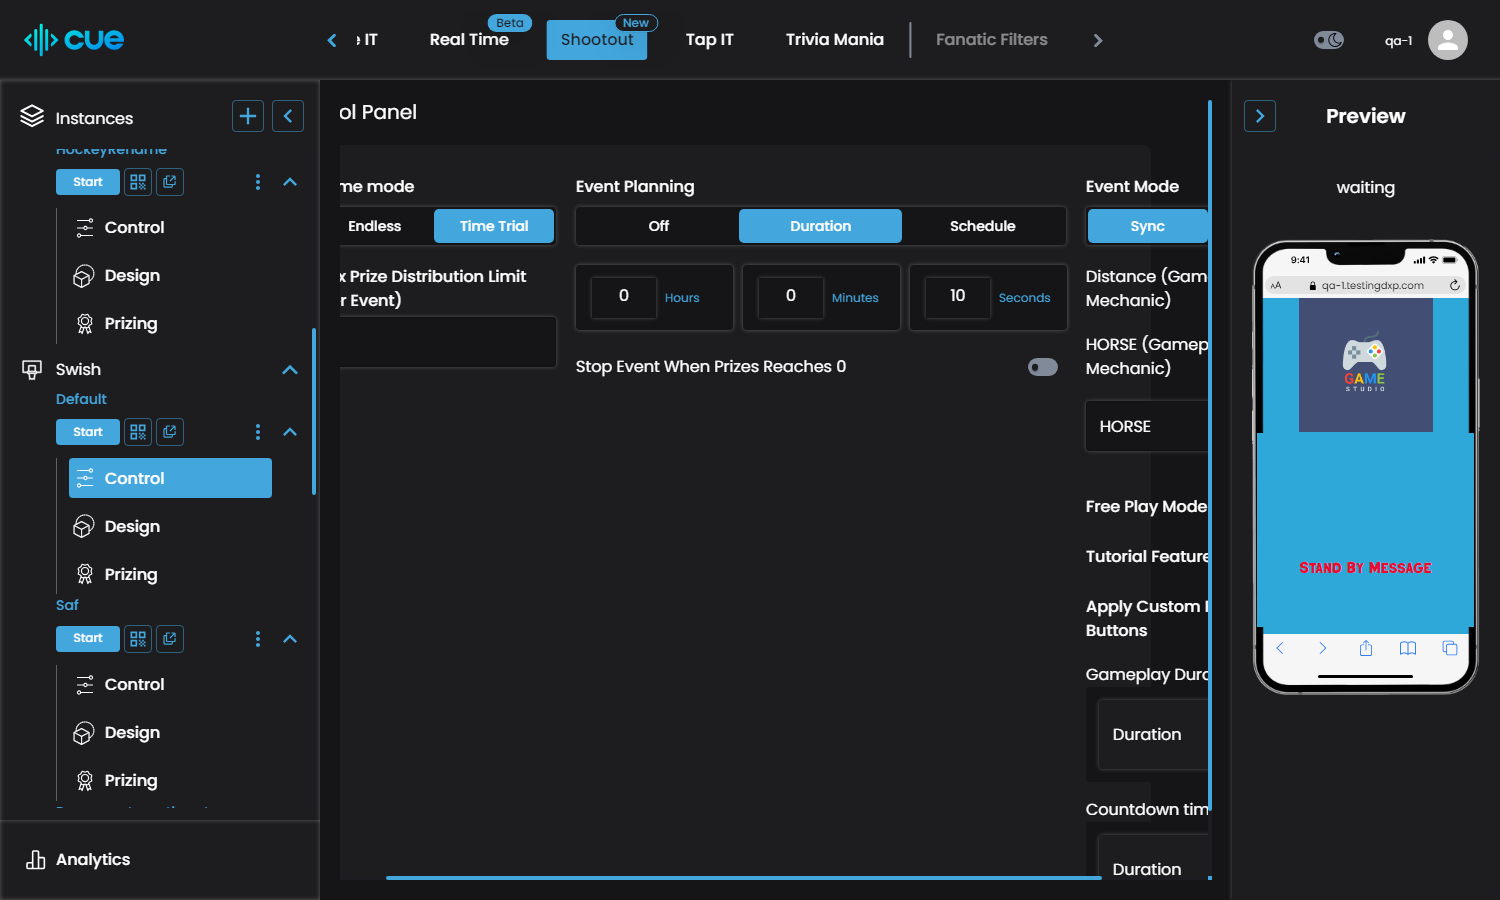 cue
IT
Real Time
Beta
Shootout
New
Tap IT
Trivia Mania
Fanatic Filters
qa-1
Instances
HockeyRename
Start
Control
Design
Prizing
Swish
Default
Start
Control
Design
Prizing
Saf
Start
Control
Design
Prizing
Analytics
ol Panel
me mode
Endless
Time Trial
x Prize Distribution Limit
r Event)
Event Planning
Off
Duration
Schedule
0 Hours
0 Minutes
10 Seconds
Stop Event When Prizes Reaches 0
Event Mode
Sync
Distance (Gam
Mechanic)
HORSE (Gamep
Mechanic)
HORSE
Free Play Mode
Tutorial Feature
Apply Custom
Buttons
Gameplay Dura
Duration
Countdown tim
Duration
Preview
waiting
9:41
AA
qa-1.testingdxp.com
GAME
STUDIO
Stand By Message